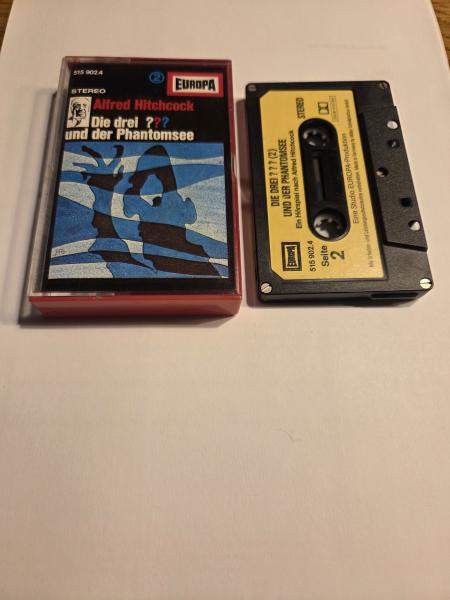 515 902.4
②
EUROPA
STEREO
Alfred Hitchcock
Die drei ???
und der Phantomsee
DIE DREI ? ? ? (2)
UND DER PHANTOMSEE
Ein Hörspiel nach Alfred Hitchcock
STEREO
EUROPA
515 902.4
Seite
2
Eine Studio EUROPA-Produktion